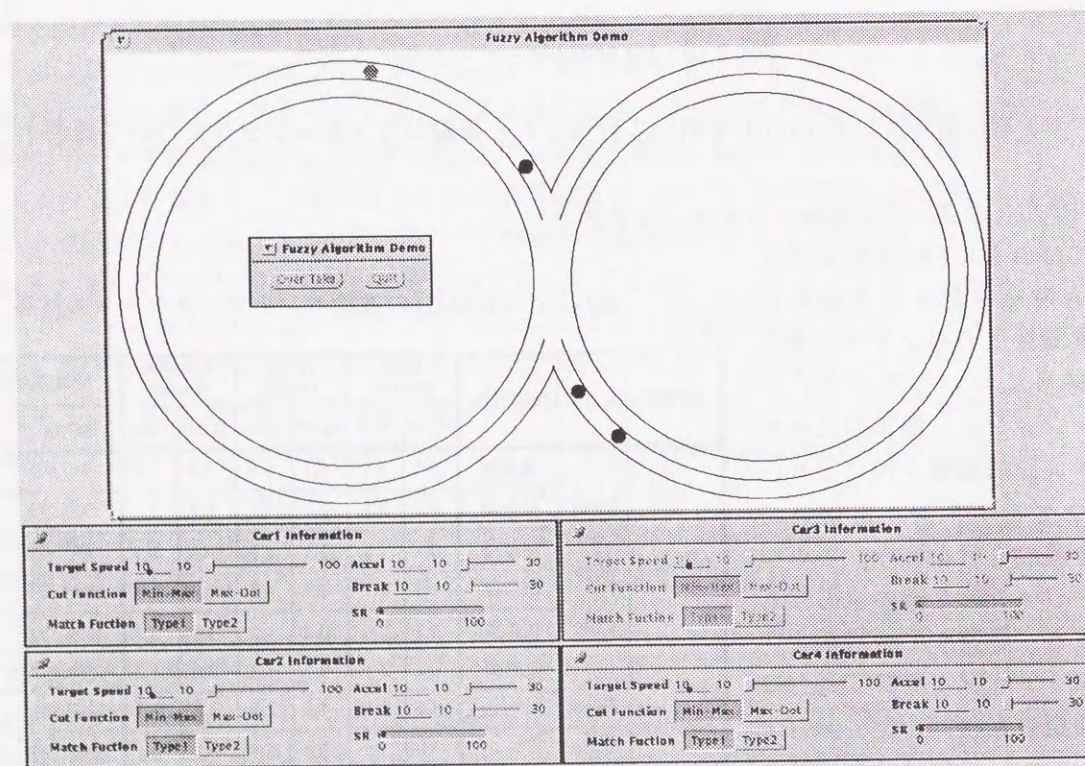 Fuzzy Algorithm Demo
Fuzzy Algorithm Demo
Over Take Quit
Car1 Information
Target Speed 10 10 100 Accel 10 10 30
Cut Function Min-Max Max-Dot Break 10 10 30
Match Fuction Type1 Type2 SR 0 100
Car3 Information
Target Speed 10 10 100 Accel 10 10 30
Cut Function Min-Max Max-Dot Break 10 10 30
Match Fuction Type1 Type2 SR 0 100
Car2 Information
Target Speed 10 10 100 Accel 10 10 30
Cut Function Min-Max Max-Dot Break 10 10 30
Match Fuction Type1 Type2 SR 0 100
Car4 Information
Target Speed 10 10 100 Accel 10 10 30
Cut Function Min-Max Max-Dot Break 10 10 30
Match Fuction Type1 Type2 SR 0 100